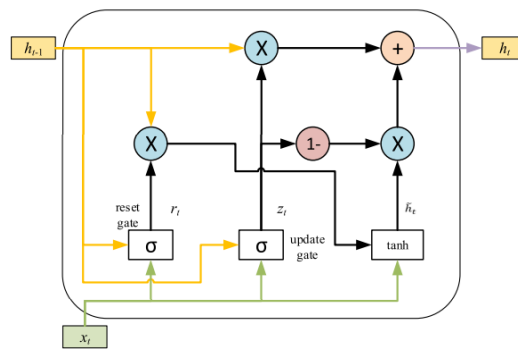 h_{t-1}
X
+
h_t
X
1-
X
reset
gate
r_t
z_t
h̃_t
σ
σ
update
gate
tanh
x_t